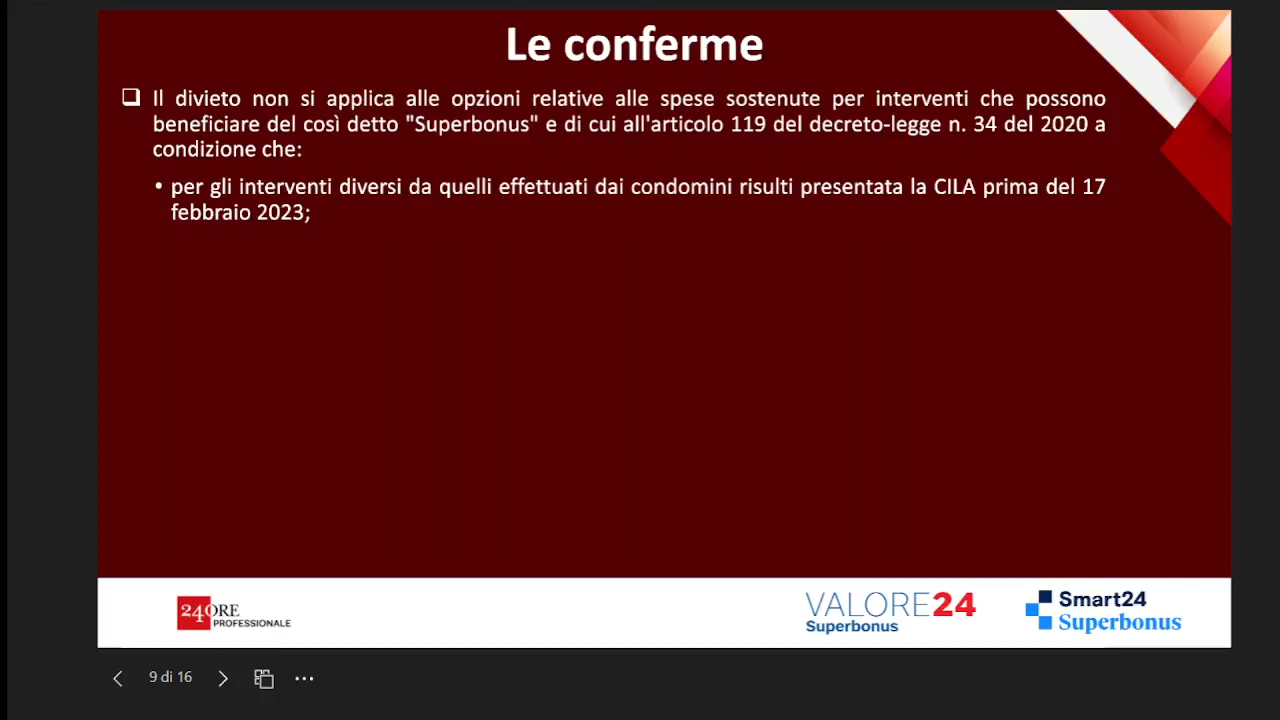 Le conferme
Il divieto non si applica alle opzioni relative alle spese sostenute per interventi che possono
beneficiare del così detto "Superbonus" e di cui all'articolo 119 del decreto-legge n. 34 del 2020 a
condizione che:
• per gli interventi diversi da quelli effettuati dai condomini risulti presentata la CILA prima del 17
febbraio 2023;
24ORE
PROFESSIONALE
VALORE24
Superbonus
Smart24
Superbonus
9 di 16